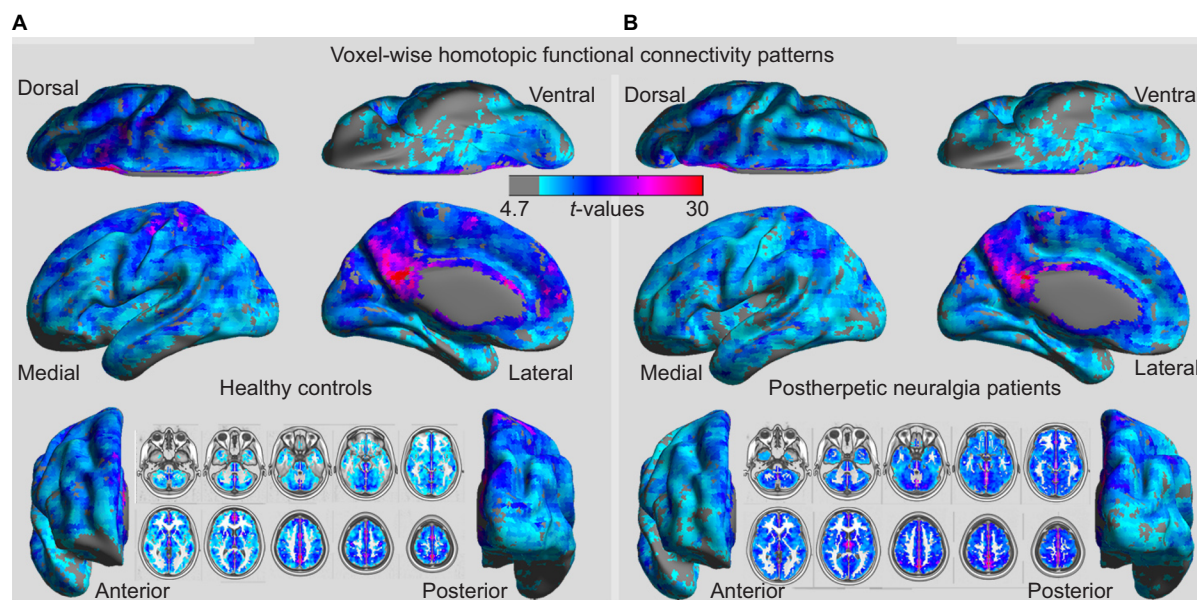 A
B
Voxel-wise homotopic functional connectivity patterns
Dorsal
Ventral
Dorsal
Ventral
4.7 t-values 30
Medial
Lateral
Medial
Lateral
Healthy controls
Postherpetic neuralgia patients
Anterior
Posterior
Anterior
Posterior